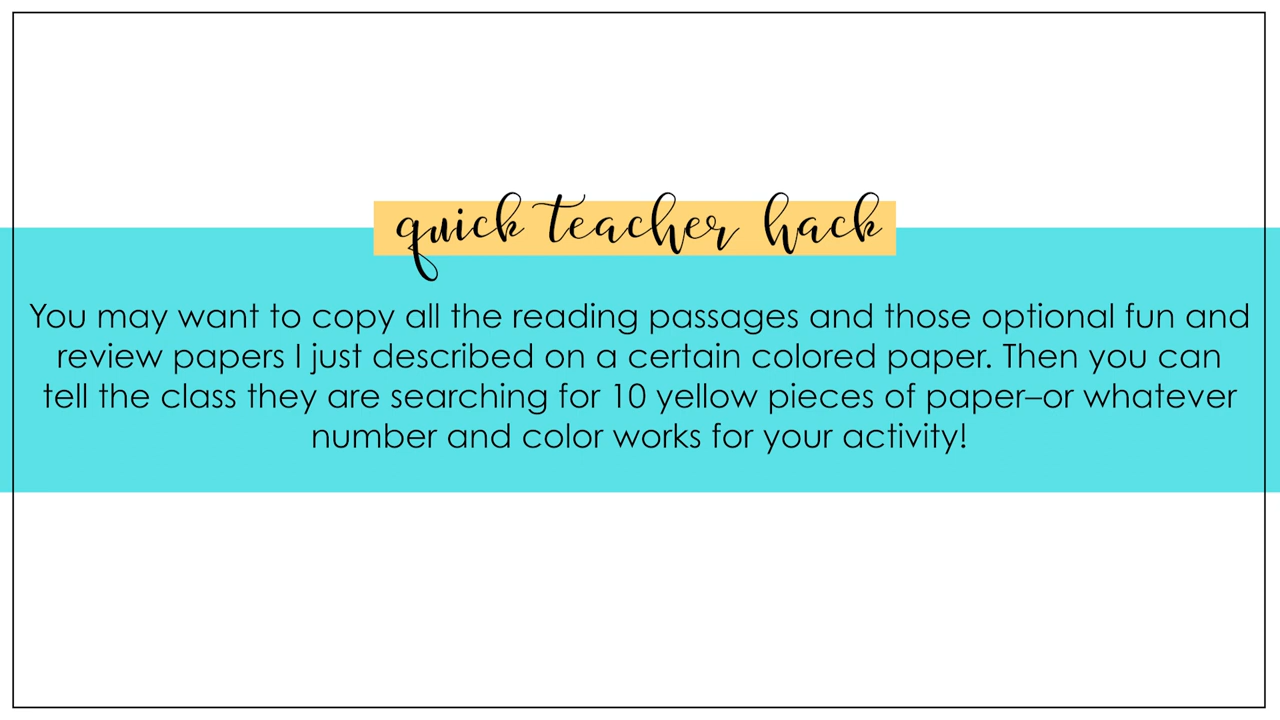 quick teacher hack
You may want to copy all the reading passages and those optional fun and
review papers I just described on a certain colored paper. Then you can
tell the class they are searching for 10 yellow pieces of paper–or whatever
number and color works for your activity!